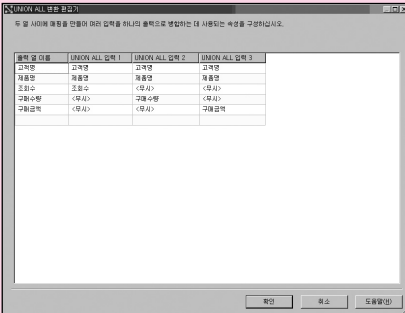 UNION ALL 변환 편집기
두 열 사이에 매핑을 만들어 여러 입력을 하나의 출력으로 병합하는 데 사용되는 속성을 구성하십시오.
출력 열 이름 UNION ALL 입력 1 UNION ALL 입력 2 UNION ALL 입력 3
고객명 고객명 고객명 고객명
제품명 제품명 제품명 제품명
조회수 조회수 <무시> <무시>
구매수량 <무시> 구매수량 <무시>
구매금액 <무시> <무시> 구매금액
확인 취소 도움말(H)